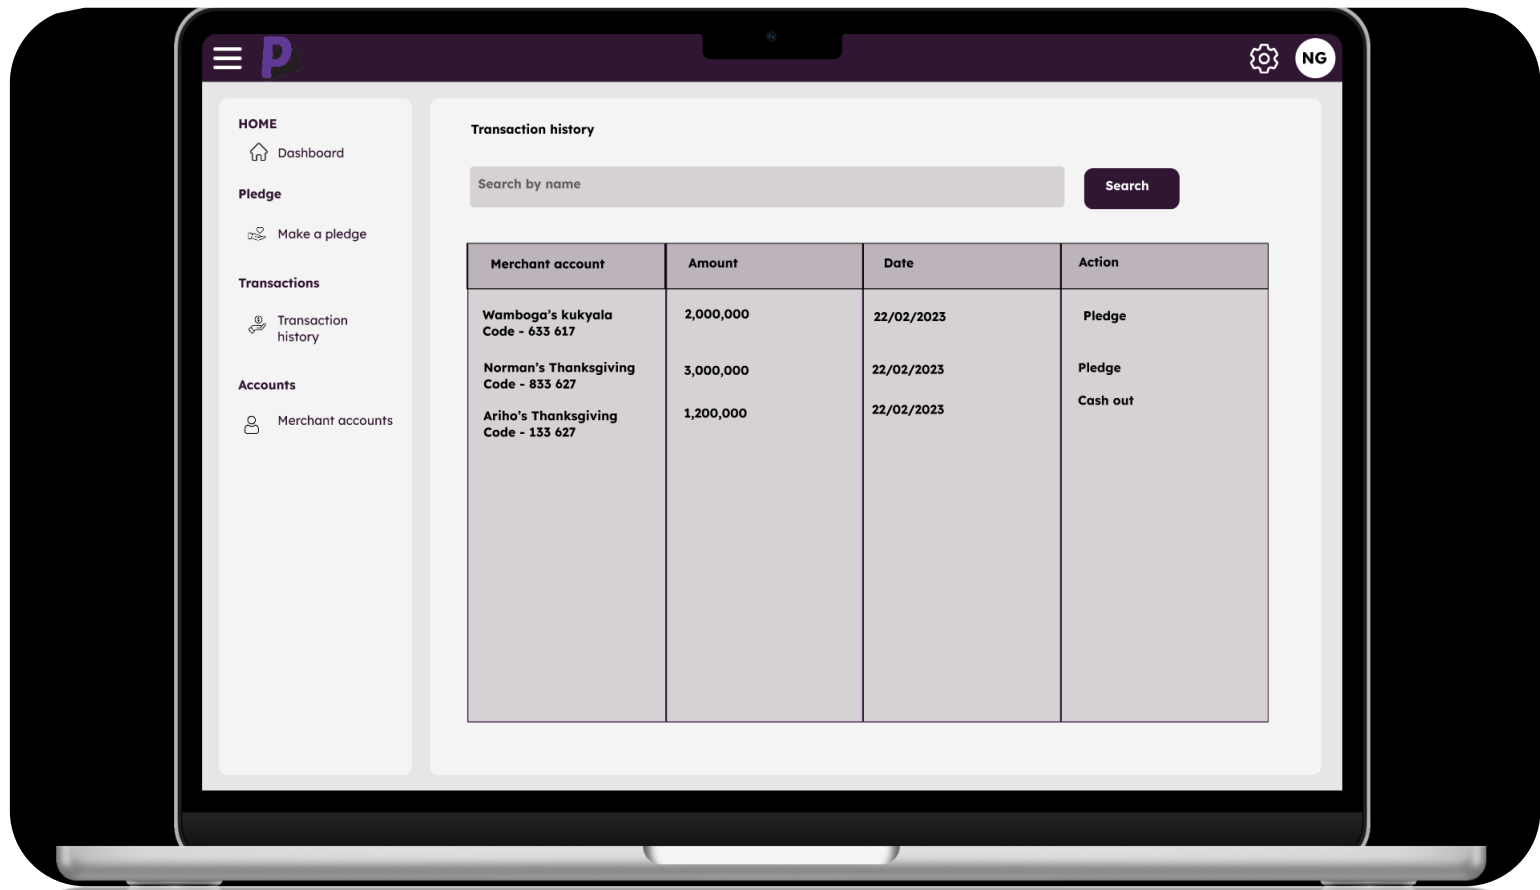 P
NG
HOME
Dashboard
Pledge
Make a pledge
Transactions
Transaction
history
Accounts
Merchant accounts
Transaction history
Search by name
Search
Merchant account
Amount
Date
Action
Wamboga’s kukyala
Code - 633 617
2,000,000
22/02/2023
Pledge
Norman’s Thanksgiving
Code - 833 627
3,000,000
22/02/2023
Pledge
Ariho’s Thanksgiving
Code - 133 627
1,200,000
22/02/2023
Cash out